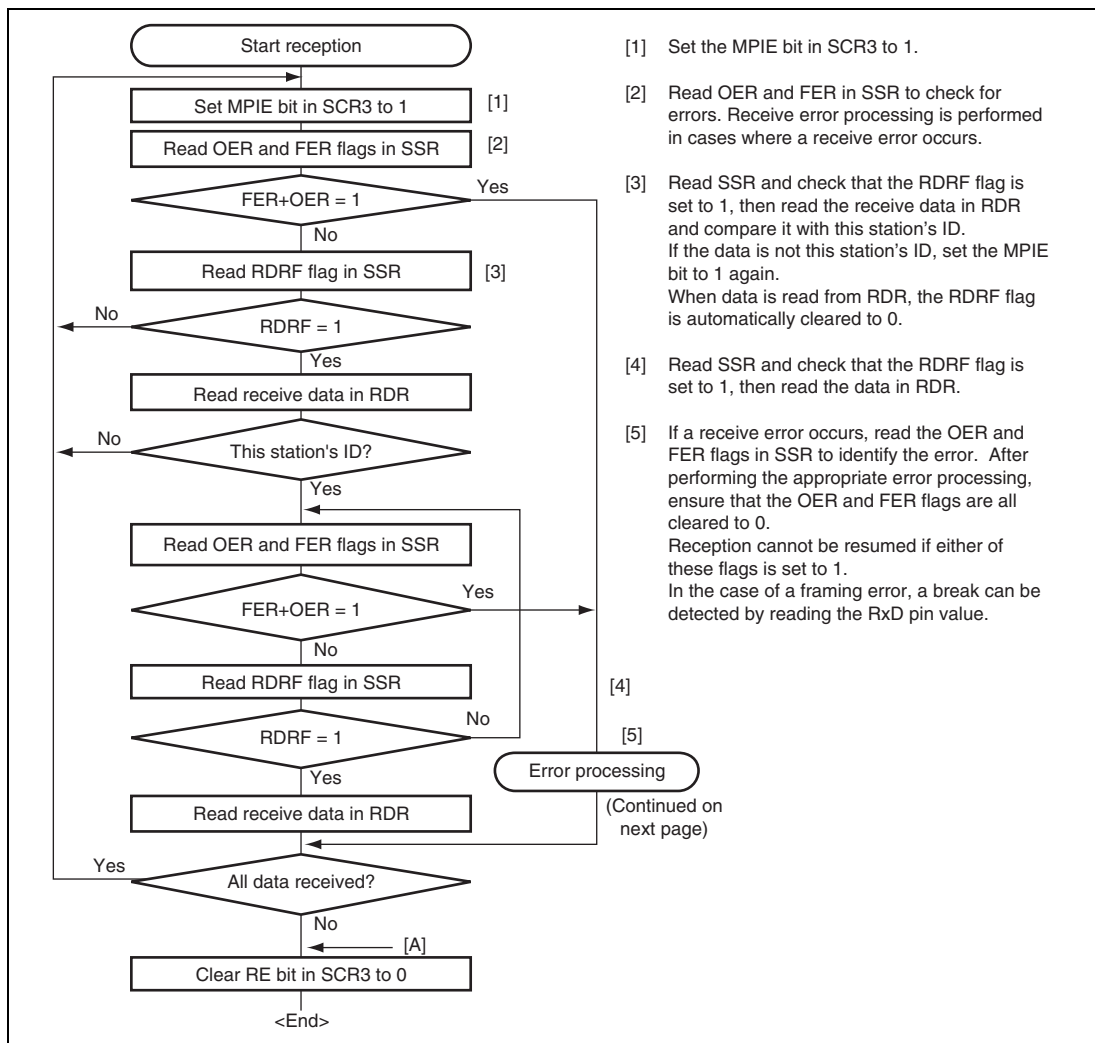 Start reception
Set MPIE bit in SCR3 to 1
[1]
Read OER and FER flags in SSR
[2]
FER+OER = 1
Yes
No
Read RDRF flag in SSR
[3]
RDRF = 1
No
Yes
Read receive data in RDR
This station's ID?
No
Yes
Read OER and FER flags in SSR
FER+OER = 1
Yes
No
Read RDRF flag in SSR
[4]
RDRF = 1
No
Yes
[5]
Error processing
(Continued on
next page)
Read receive data in RDR
All data received?
Yes
No
[A]
Clear RE bit in SCR3 to 0
<End>
[1] Set the MPIE bit in SCR3 to 1.
[2] Read OER and FER in SSR to check for
errors. Receive error processing is performed
in cases where a receive error occurs.
[3] Read SSR and check that the RDRF flag is
set to 1, then read the receive data in RDR
and compare it with this station's ID.
If the data is not this station's ID, set the MPIE
bit to 1 again.
When data is read from RDR, the RDRF flag
is automatically cleared to 0.
[4] Read SSR and check that the RDRF flag is
set to 1, then read the data in RDR.
[5] If a receive error occurs, read the OER and
FER flags in SSR to identify the error. After
performing the appropriate error processing,
ensure that the OER and FER flags are all
cleared to 0.
Reception cannot be resumed if either of
these flags is set to 1.
In the case of a framing error, a break can be
detected by reading the RxD pin value.